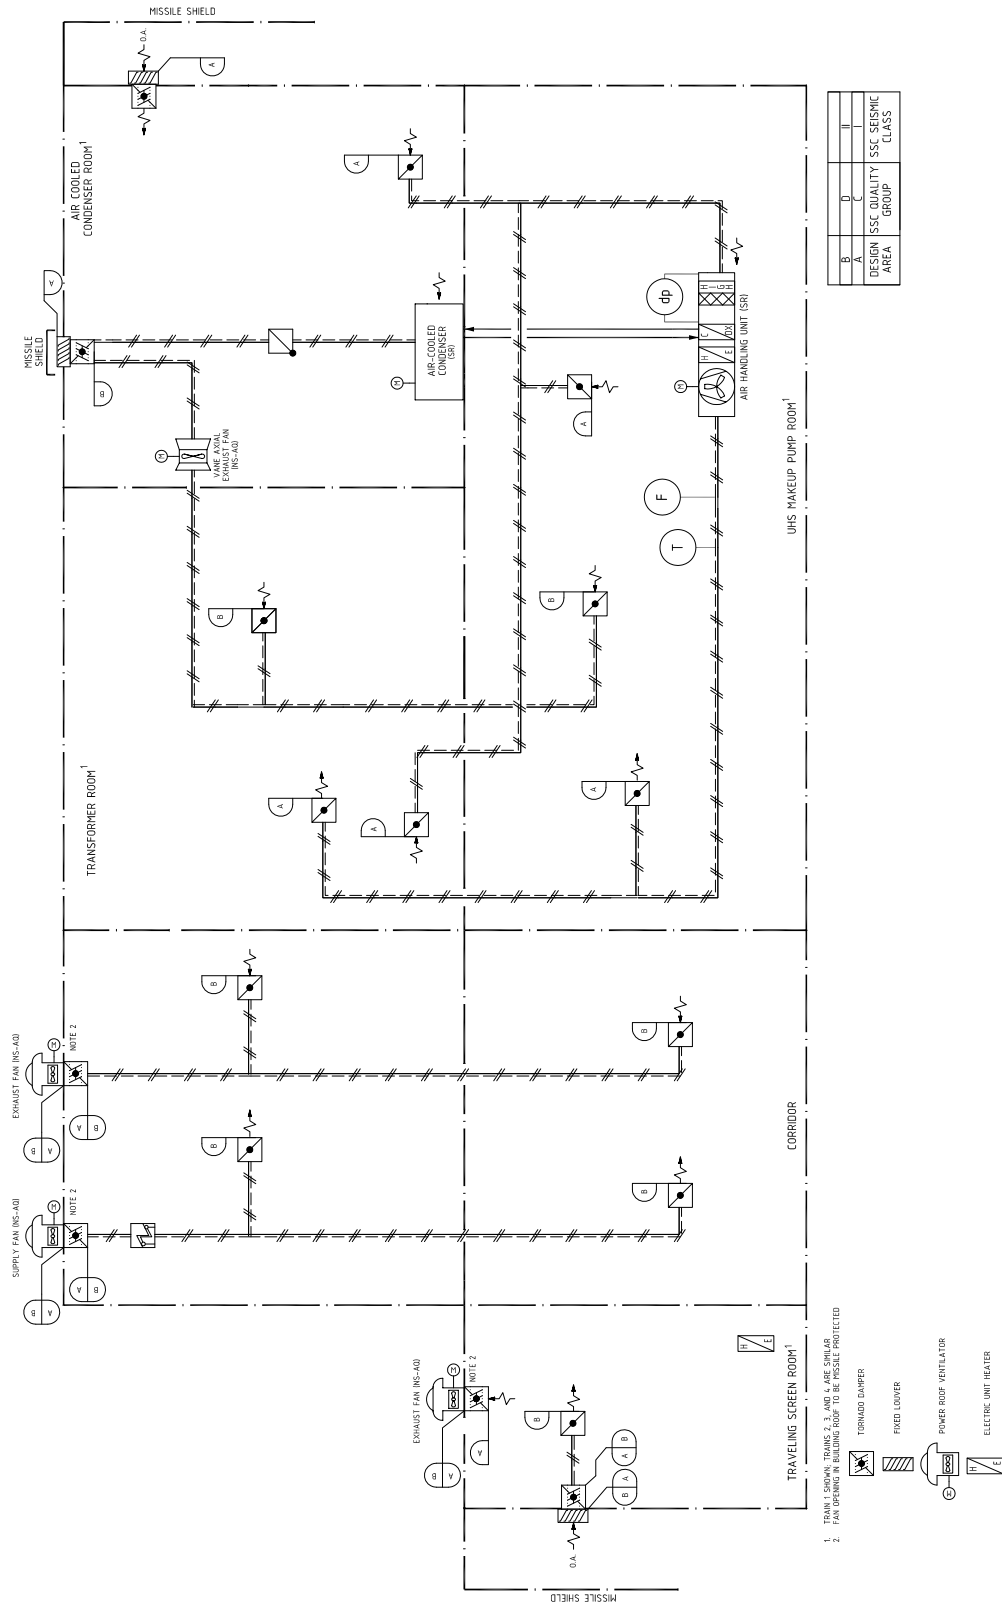 MISSILE SHIELD
O.A.
A
AIR COOLED
CONDENSER ROOM1
A
A
MISSILE
SHIELD
B
M
AIR-COOLED
CONDENSER
(SR)
M
VANE AXIAL
EXHAUST FAN
(NS-AQ)
dp
H
I
G
H
C
DX
H
E
M
AIR HANDLING UNIT (SR)
A
UHS MAKEUP PUMP ROOM1
F
T
B
B
TRANSFORMER ROOM1
A
A
A
B D II
A C I
DESIGN
AREA
SSC QUALITY
GROUP
SSC SEISMIC
CLASS
EXHAUST FAN (NS-AQ)
M
NOTE 2
B A
A B
B
B
SUPPLY FAN (NS-AQ)
M
NOTE 2
B A
A B
B
B
CORRIDOR
EXHAUST FAN (NS-AQ)
M
NOTE 2
B A
A
B
A B
B A
O.A.
MISSILE SHIELD
H
E
TRAVELING SCREEN ROOM1
1. TRAIN 1 SHOWN; TRAINS 2, 3, AND 4 ARE SIMILAR
2. FAN OPENING IN BUILDING ROOF TO BE MISSILE PROTECTED
TORNADO DAMPER
FIXED LOUVER
M
POWER ROOF VENTILATOR
H
E
ELECTRIC UNIT HEATER